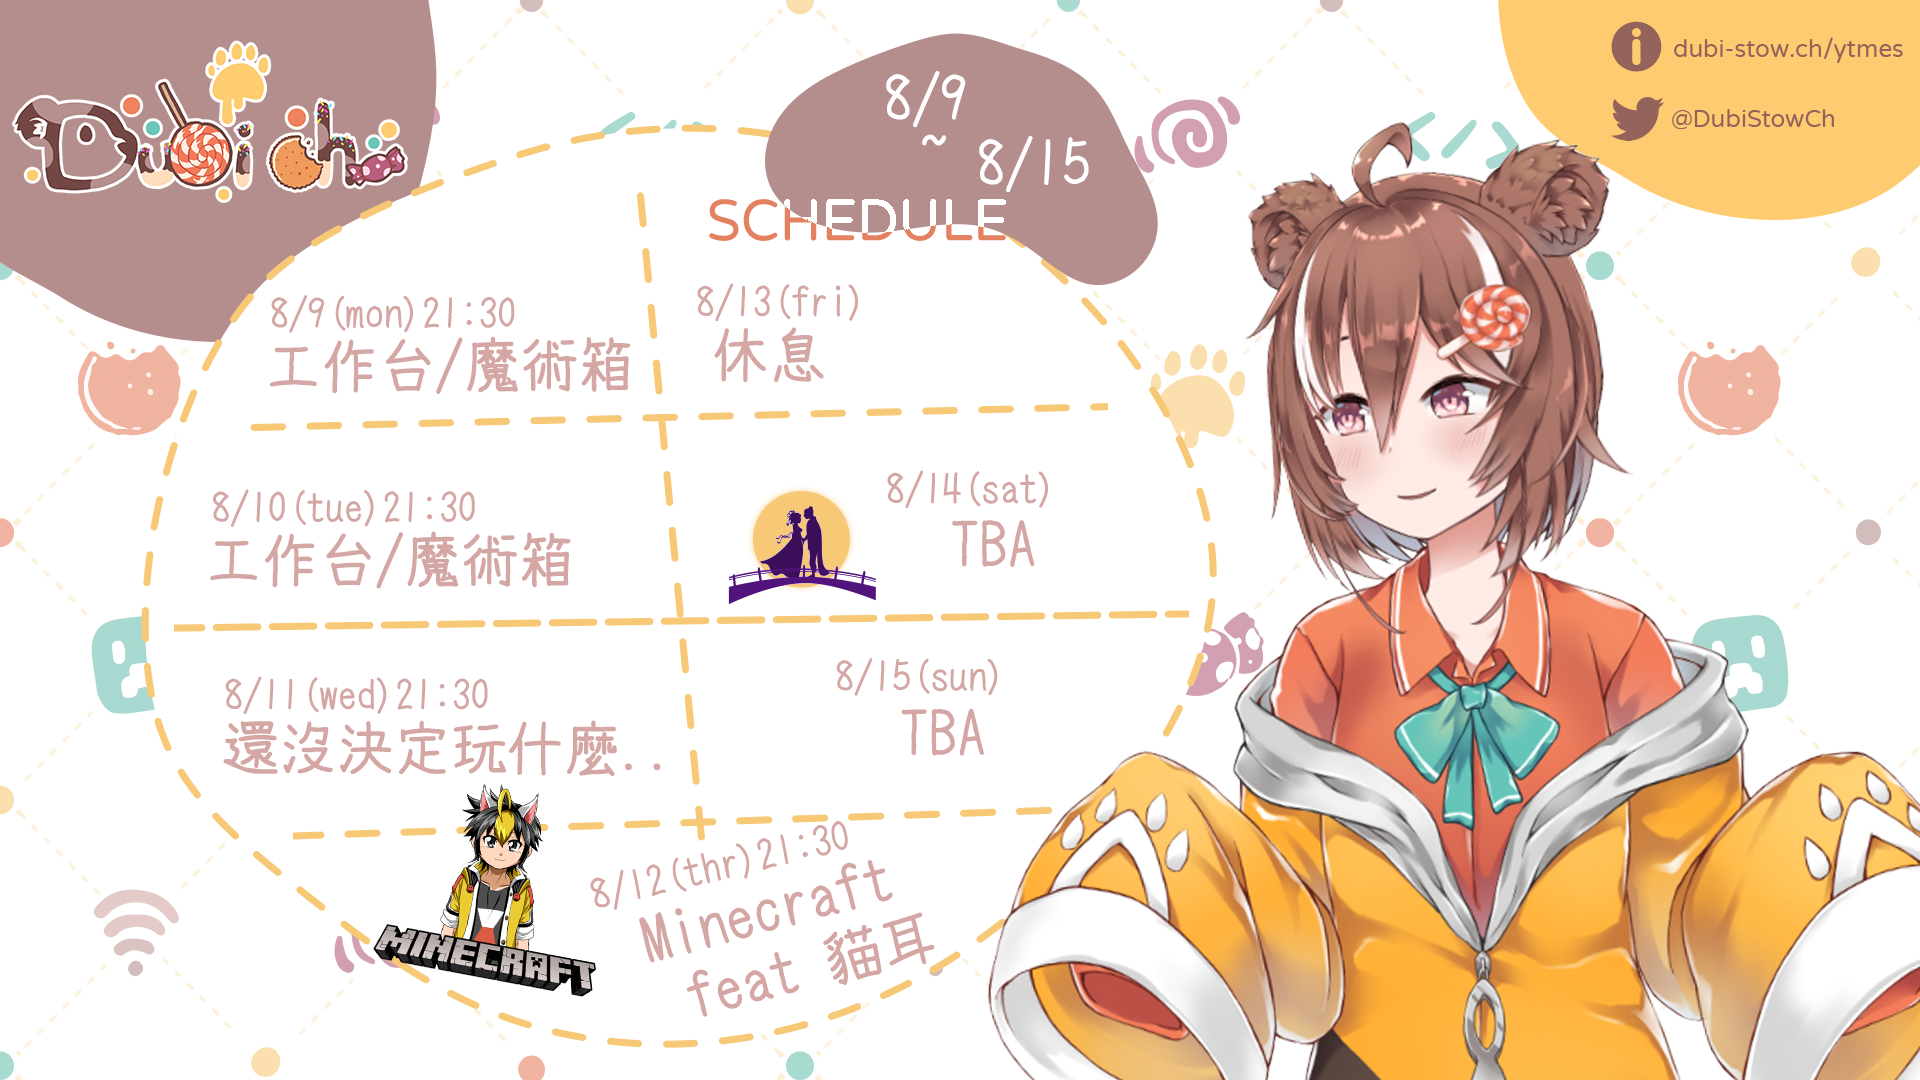 Dubi ch
8/9
~
8/15
SCHEDULE
dubi-stow.ch/ytmes
@DubiStowCh
8/9(mon)21:30
工作台/魔術箱
8/10(tue)21:30
工作台/魔術箱
8/11(wed)21:30
還沒決定玩什麼..
8/12(thr)21:30
Minecraft
feat 貓耳
MINECRAFT
8/13(fri)
休息
8/14(sat)
TBA
8/15(sun)
TBA